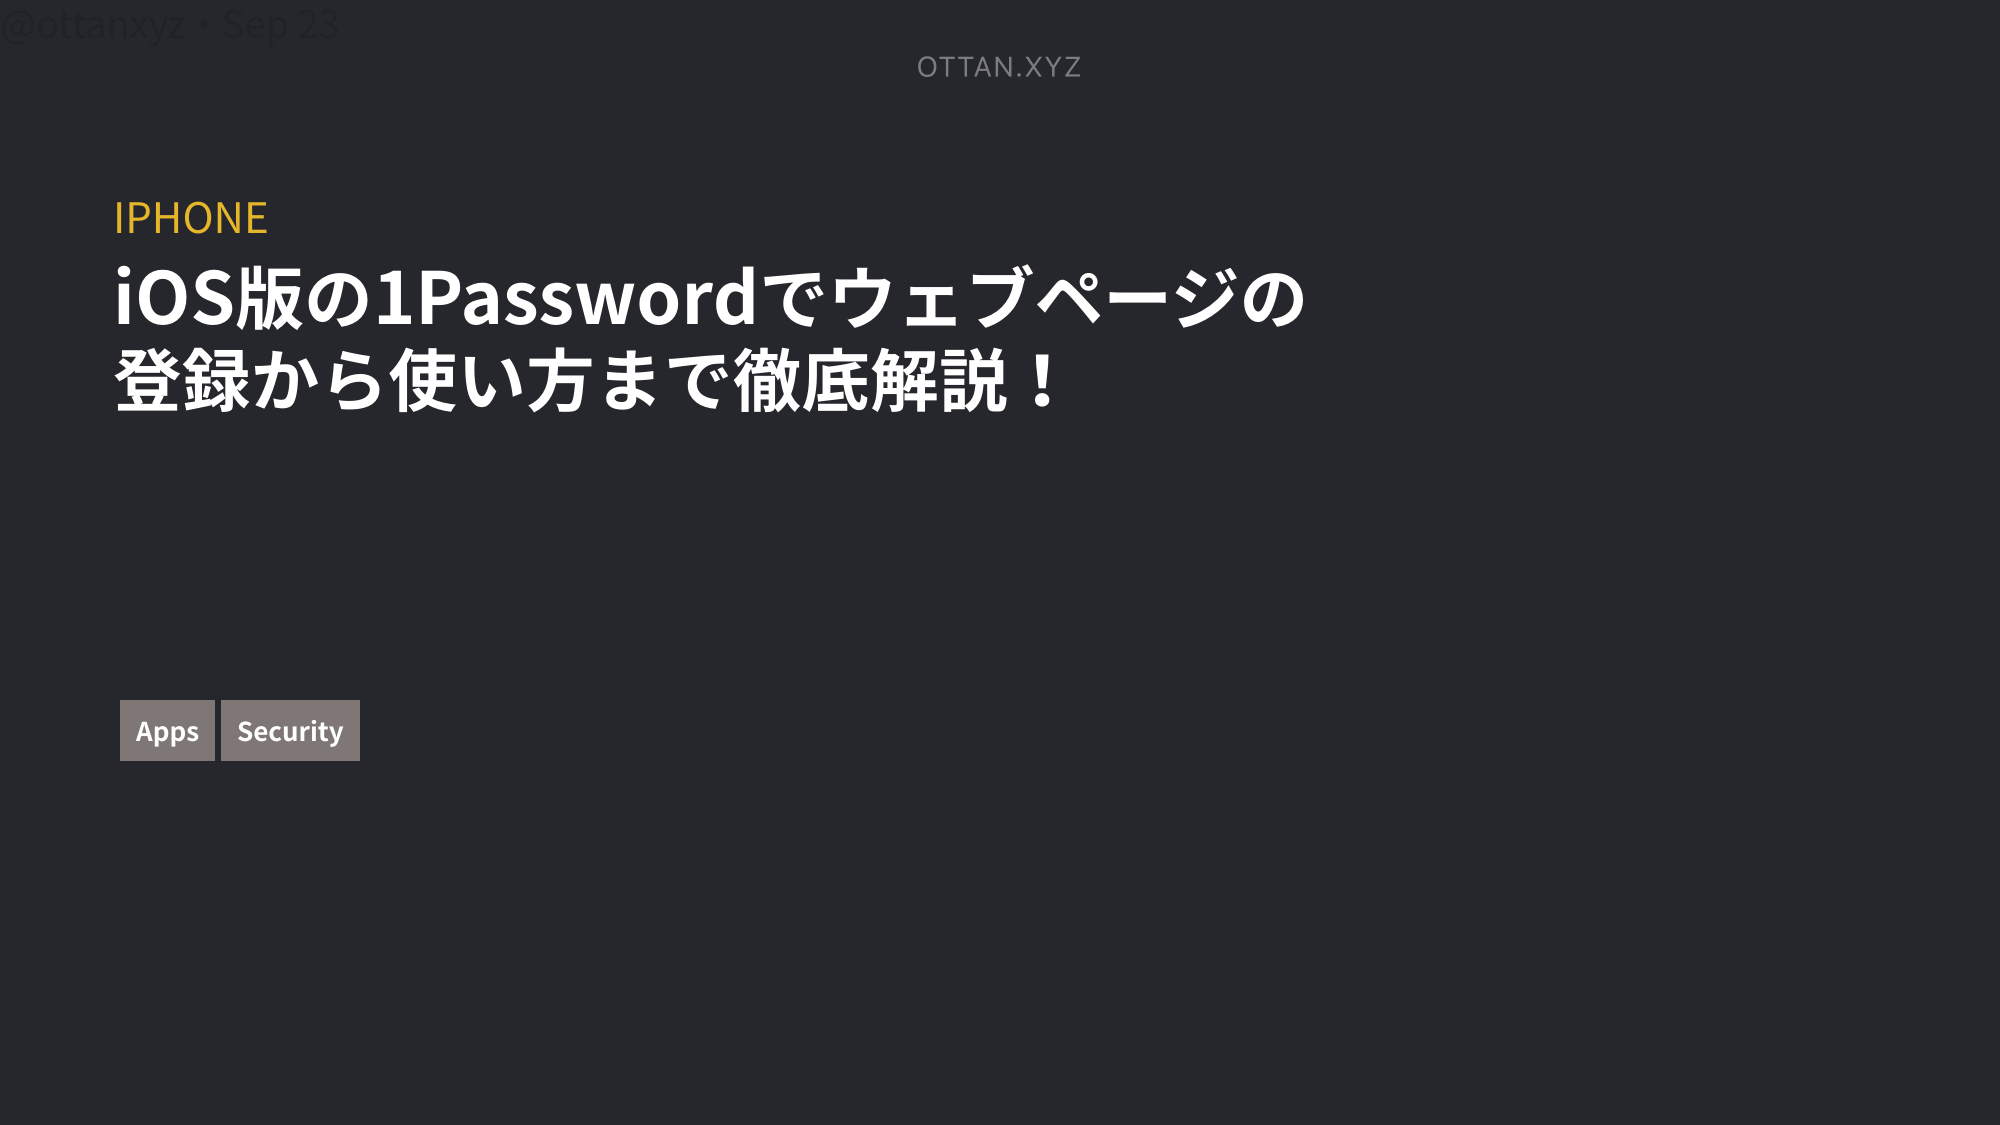 @ottanxyz・Sep 23
OTTAN.XYZ
IPHONE
iOS版の1Passwordでウェブページの
登録から使い方まで徹底解説！
Apps
Security